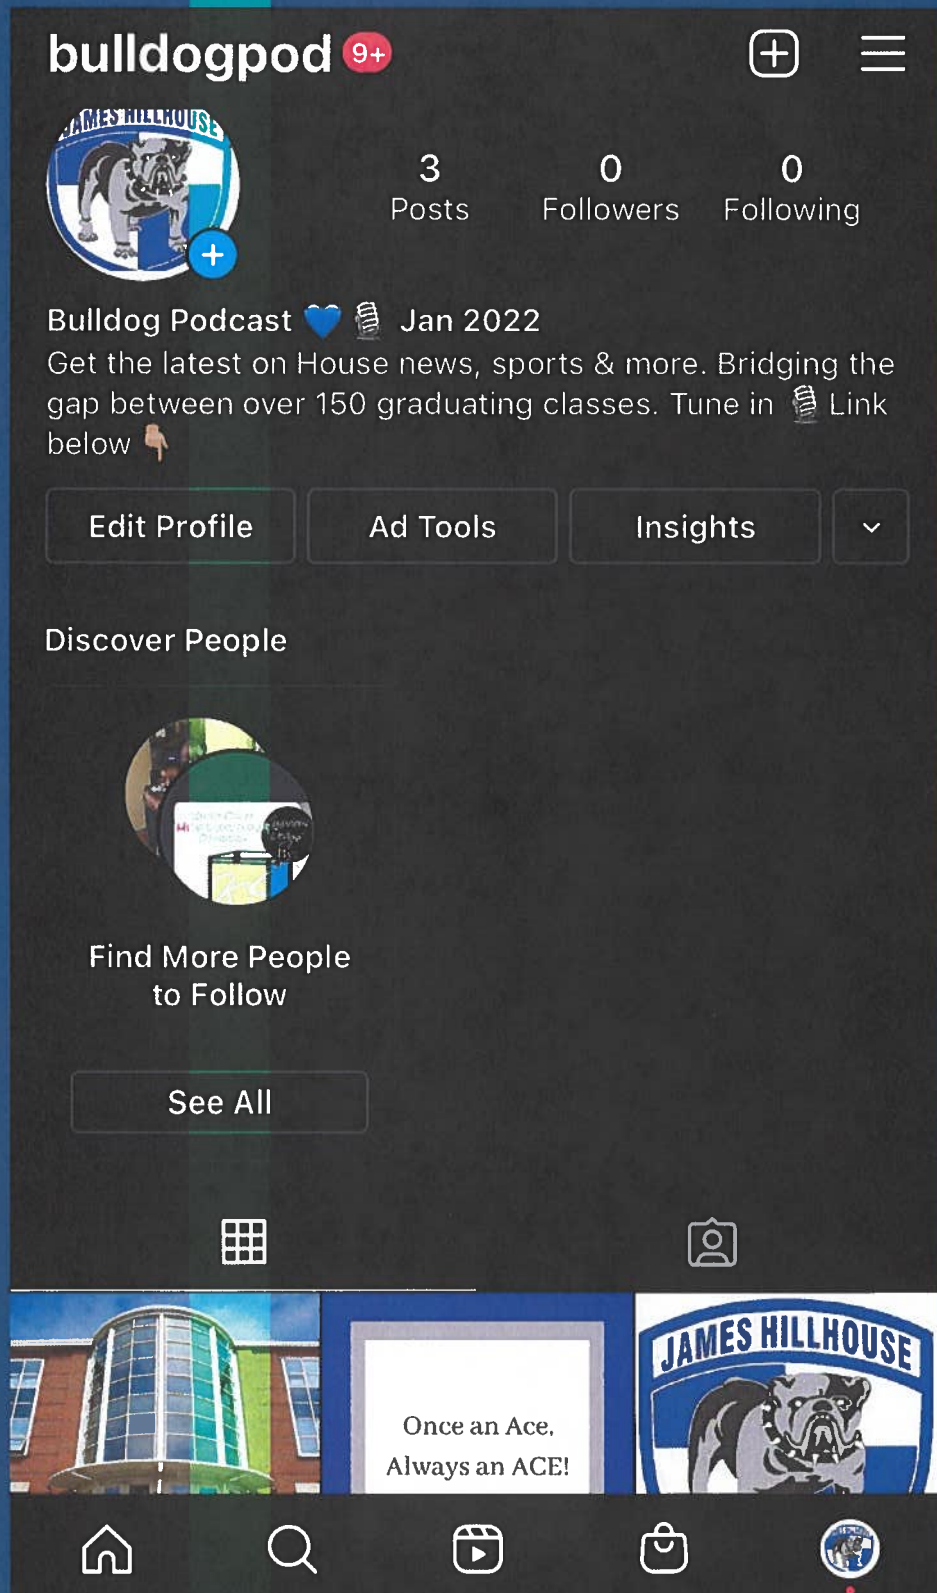 bulldogpod 9+
JAMES HILLHOUSE
3
Posts
0
Followers
0
Following
Bulldog Podcast 💙 🎙 Jan 2022
Get the latest on House news, sports & more. Bridging the
gap between over 150 graduating classes. Tune in 🎙 Link
below 👇🏽
Edit Profile
Ad Tools
Insights
Discover People
Find More People
to Follow
See All
Once an Ace,
Always an ACE!
JAMES HILLHOUSE